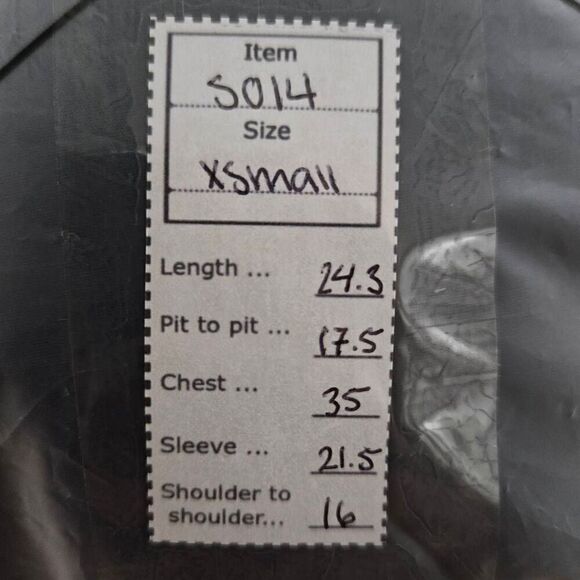 Item
5014
Size
xsmall
Length ... 24.3
Pit to pit ... 17.5
Chest ... 35
Sleeve ... 21.5
Shoulder to
shoulder... 16